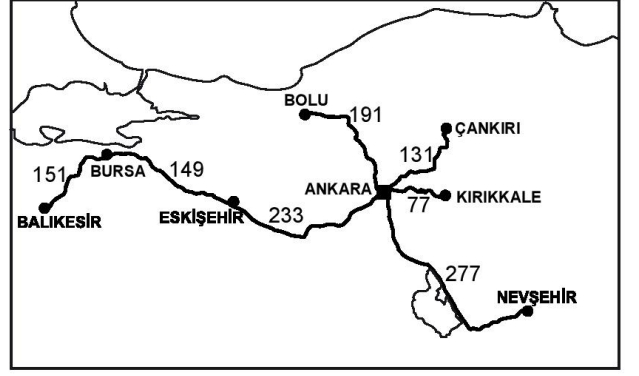 BOLU
191
ÇANKIRI
131
151
BURSA
149
ANKARA
77
KIRIKKALE
BALIKESİR
ESKİŞEHİR
233
277
NEVŞEHİR